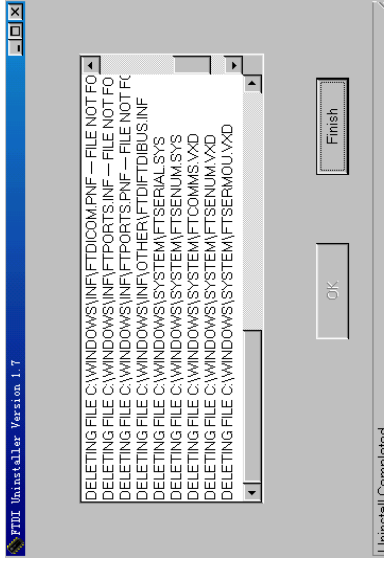 FTDI Uninstaller Version 1.7
DELETING FILE C:\WINDOWS\INF\FTDICOM.PNF -- FILE NOT FO
DELETING FILE C:\WINDOWS\INF\FTPORTS.INF -- FILE NOT FO
DELETING FILE C:\WINDOWS\INF\FTPORTS.PNF -- FILE NOT FO
DELETING FILE C:\WINDOWS\INF\OTHER\FTDIFTDIBUS.INF
DELETING FILE C:\WINDOWS\SYSTEM\FTSERIAL.SYS
DELETING FILE C:\WINDOWS\SYSTEM\FTSENUM.SYS
DELETING FILE C:\WINDOWS\SYSTEM\FTCOMMS.VXD
DELETING FILE C:\WINDOWS\SYSTEM\FTSENUM.VXD
DELETING FILE C:\WINDOWS\SYSTEM\FTSERMOU.VXD
OK
Finish
Uninstall Completed